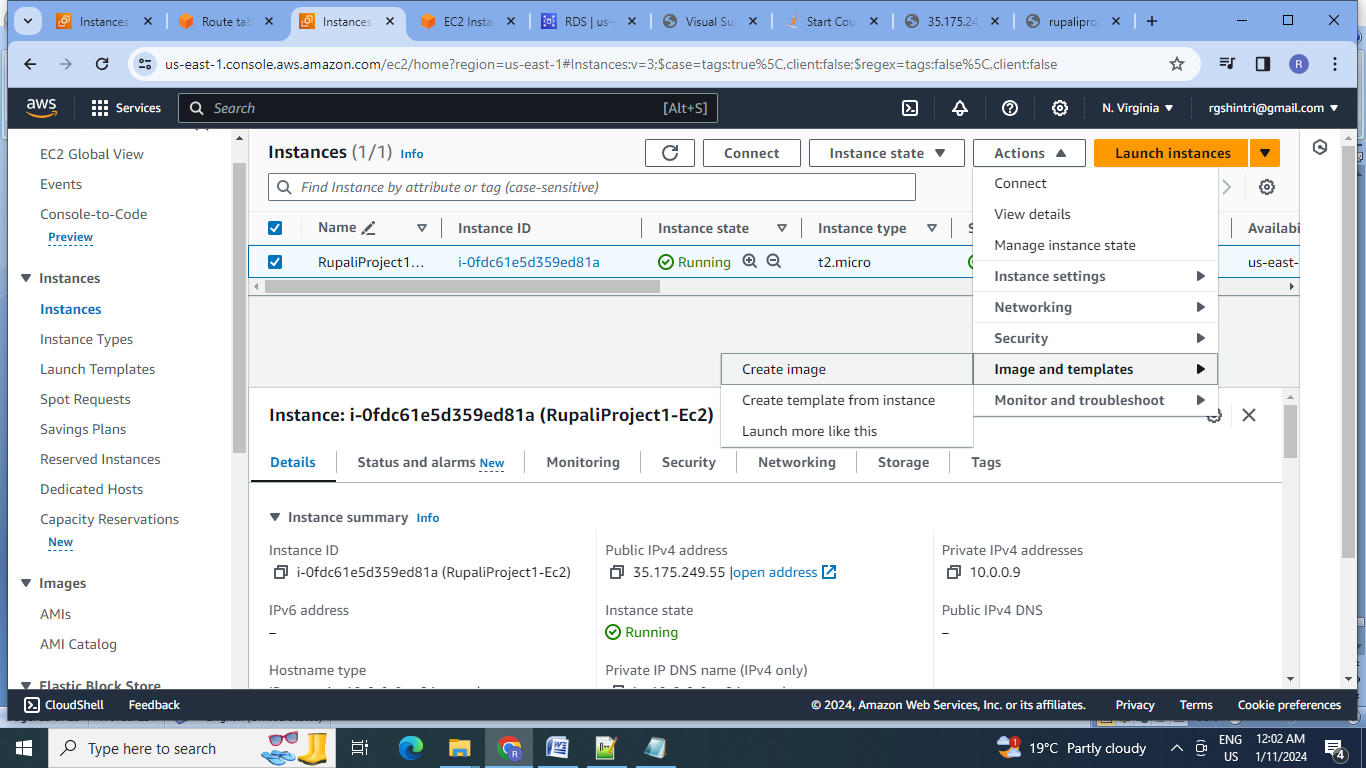 Instances
Route tab
Instances
EC2 Insta
RDS | us-
Visual Sub
Start Cou
35.175.24
rupaliproj
us-east-1.console.aws.amazon.com/ec2/home?region=us-east-1#Instances:v=3;$case=tags:true%5C,client:false;$regex=tags:false%5C,client:false
R
aws
Services
Search
[Alt+S]
N. Virginia
rgshintri@gmail.com
EC2 Global View
Events
Console-to-Code
Preview
Instances
Instances
Instance Types
Launch Templates
Spot Requests
Savings Plans
Reserved Instances
Dedicated Hosts
Capacity Reservations
New
Images
AMIs
AMI Catalog
Elastic Block Store
Instances (1/1) Info
Connect
Instance state
Actions
Launch instances
Find Instance by attribute or tag (case-sensitive)
Name
Instance ID
Instance state
Instance type
Availabi
RupaliProject1...
i-0fdc61e5d359ed81a
Running
t2.micro
us-east-
Connect
View details
Manage instance state
Instance settings
Networking
Security
Image and templates
Monitor and troubleshoot
Create image
Create template from instance
Launch more like this
Instance: i-0fdc61e5d359ed81a (RupaliProject1-Ec2)
Details
Status and alarms New
Monitoring
Security
Networking
Storage
Tags
Instance summary Info
Instance ID
i-0fdc61e5d359ed81a (RupaliProject1-Ec2)
Public IPv4 address
35.175.249.55 |open address
Private IPv4 addresses
10.0.0.9
IPv6 address
–
Instance state
Running
Public IPv4 DNS
–
Hostname type
Private IP DNS name (IPv4 only)
CloudShell
Feedback
© 2024, Amazon Web Services, Inc. or its affiliates.
Privacy
Terms
Cookie preferences
Type here to search
19°C Partly cloudy
ENG
US
12:02 AM
1/11/2024
4